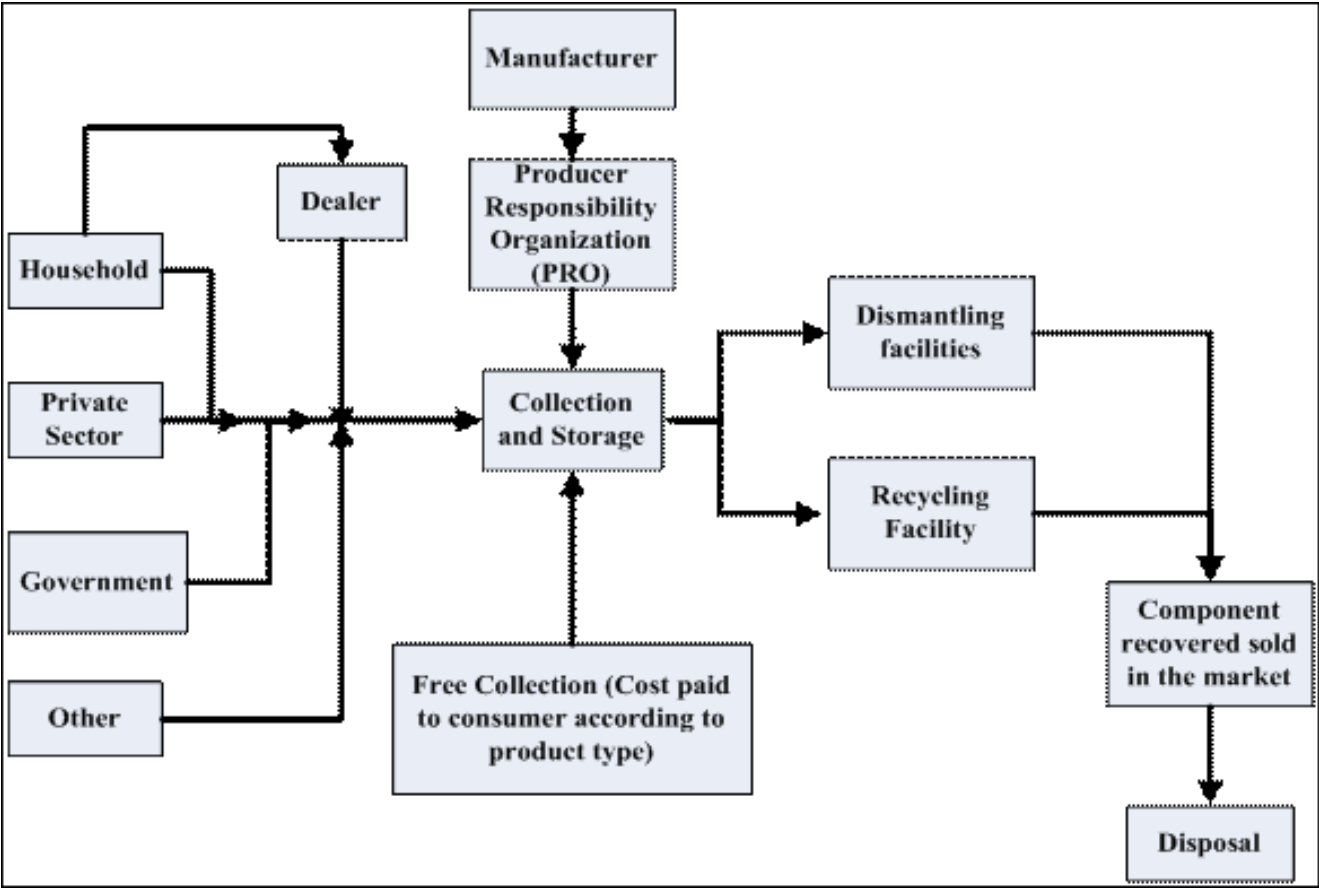 Manufacturer
Producer
Responsibility
Organization
(PRO)
Dealer
Household
Private
Sector
Government
Other
Collection
and Storage
Free Collection (Cost paid
to consumer according to
product type)
Dismantling
facilities
Recycling
Facility
Component
recovered sold
in the market
Disposal